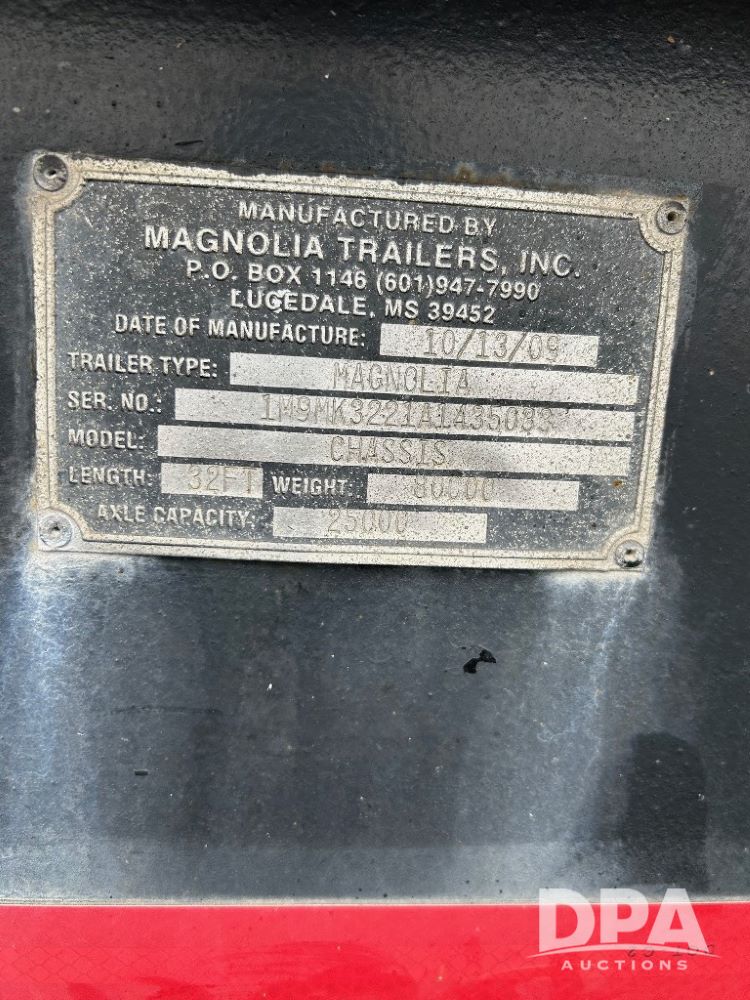 MANUFACTURED BY
MAGNOLIA TRAILERS, INC.
P.O. BOX 1146 (601)947-7990
LUCEDALE, MS 39452
DATE OF MANUFACTURE: 10/13/09
TRAILER TYPE: MAGNOLIA
SER. NO.:
MODEL: CHASSIS
LENGTH: 32FT WEIGHT: 80000
AXLE CAPACITY: 25000
DPA
AUCTIONS